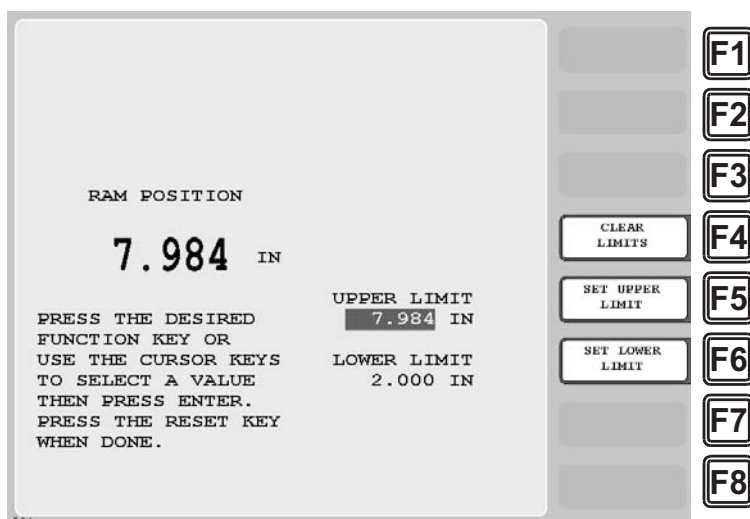 RAM POSITION
7.984 IN
UPPER LIMIT
7.984 IN
LOWER LIMIT
2.000 IN
PRESS THE DESIRED
FUNCTION KEY OR
USE THE CURSOR KEYS
TO SELECT A VALUE
THEN PRESS ENTER.
PRESS THE RESET KEY
WHEN DONE.
CLEAR
LIMITS
SET UPPER
LIMIT
SET LOWER
LIMIT
F1
F2
F3
F4
F5
F6
F7
F8